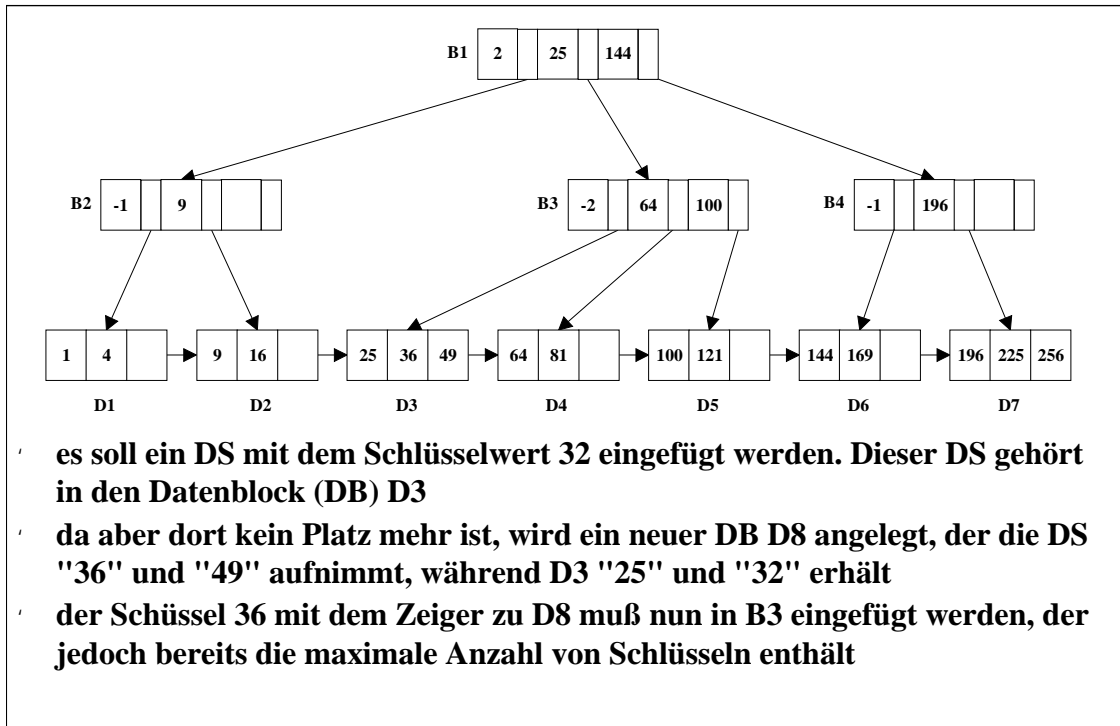 B1 2 25 144
B2 -1 9 B3 -2 64 100 B4 -1 196
1 4 9 16 25 36 49 64 81 100 121 144 169 196 225 256
D1 D2 D3 D4 D5 D6 D7
es soll ein DS mit dem Schlüsselwert 32 eingefügt werden. Dieser DS gehört
in den Datenblock (DB) D3
da aber dort kein Platz mehr ist, wird ein neuer DB D8 angelegt, der die DS
"36" und "49" aufnimmt, während D3 "25" und "32" erhält
der Schüssel 36 mit dem Zeiger zu D8 muß nun in B3 eingefügt werden, der
jedoch bereits die maximale Anzahl von Schlüsseln enthält